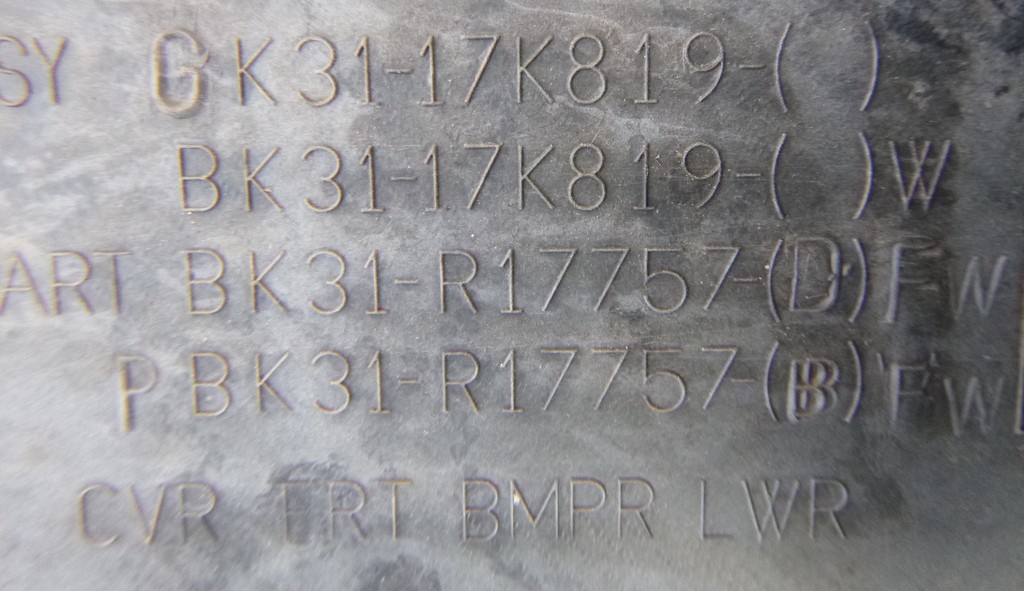 SY GK31-17K819-( )
BK31-17K819-( )W
ART BK31-R17757-(D)FW
P BK31-R17757-(B)FW
CVR FRT BMPR LWR